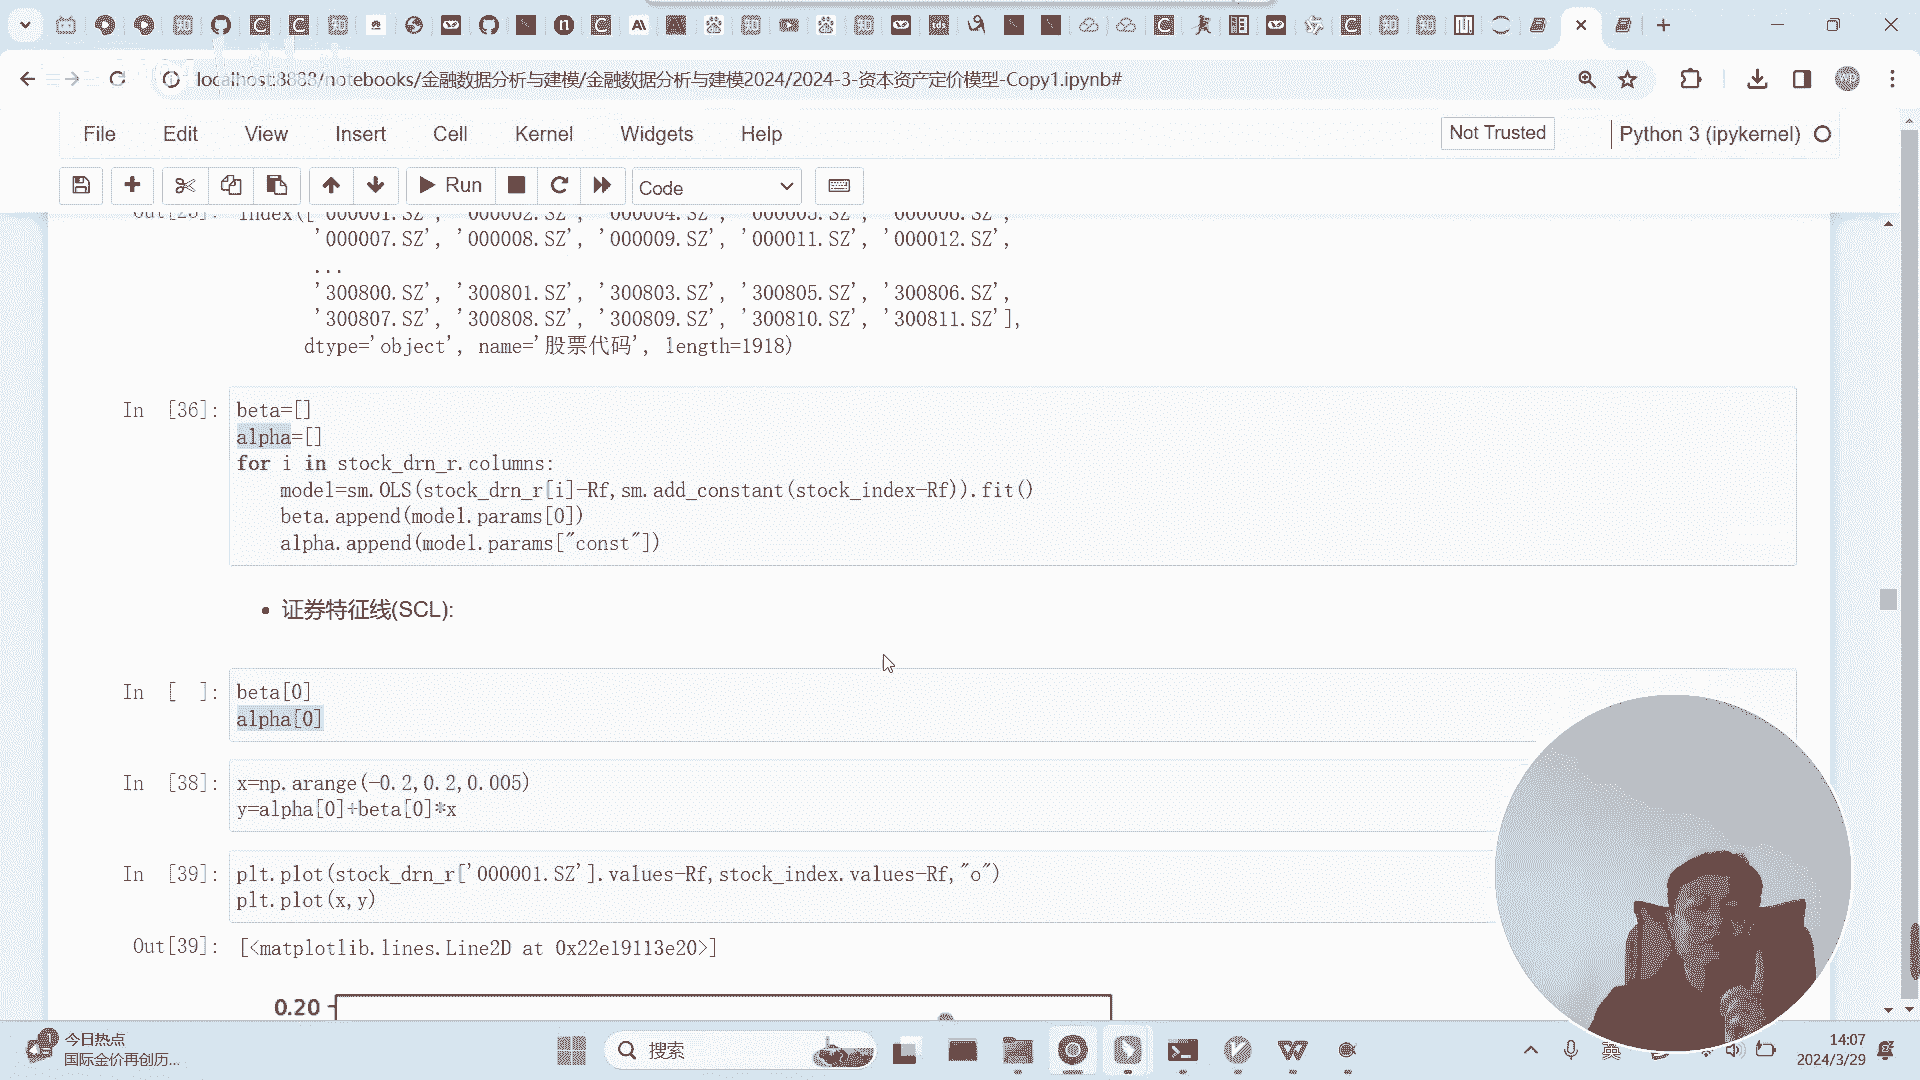 localhost:8888/notebooks/金融数据分析与建模/金融数据分析与建模2024/2024-3-资本资产定价模型-Copy1.ipynb#
File Edit View Insert Cell Kernel Widgets Help Not Trusted Python 3 (ipykernel)
Run Code
Index(['000001.SZ', '000002.SZ', '000004.SZ', '000005.SZ', '000006.SZ',
'000007.SZ', '000008.SZ', '000009.SZ', '000011.SZ', '000012.SZ',
...
'300800.SZ', '300801.SZ', '300803.SZ', '300805.SZ', '300806.SZ',
'300807.SZ', '300808.SZ', '300809.SZ', '300810.SZ', '300811.SZ'],
dtype='object', name='股票代码', length=1918)
In [36]: beta=[]
alpha=[]
for i in stock_drn_r.columns:
model=sm.OLS(stock_drn_r[i]-Rf,sm.add_constant(stock_index-Rf)).fit()
beta.append(model.params[0])
alpha.append(model.params["const"])
• 证券特征线(SCL):
In [ ]: beta[0]
alpha[0]
In [38]: x=np.arange(-0.2,0.2,0.005)
y=alpha[0]+beta[0]*x
In [39]: plt.plot(stock_drn_r['000001.SZ'].values-Rf,stock_index.values-Rf,"o")
plt.plot(x,y)
Out[39]: [<matplotlib.lines.Line2D at 0x22e19113e20>]
0.20
今日热点
国际金价再创历...
搜索
英
14:07
2024/3/29